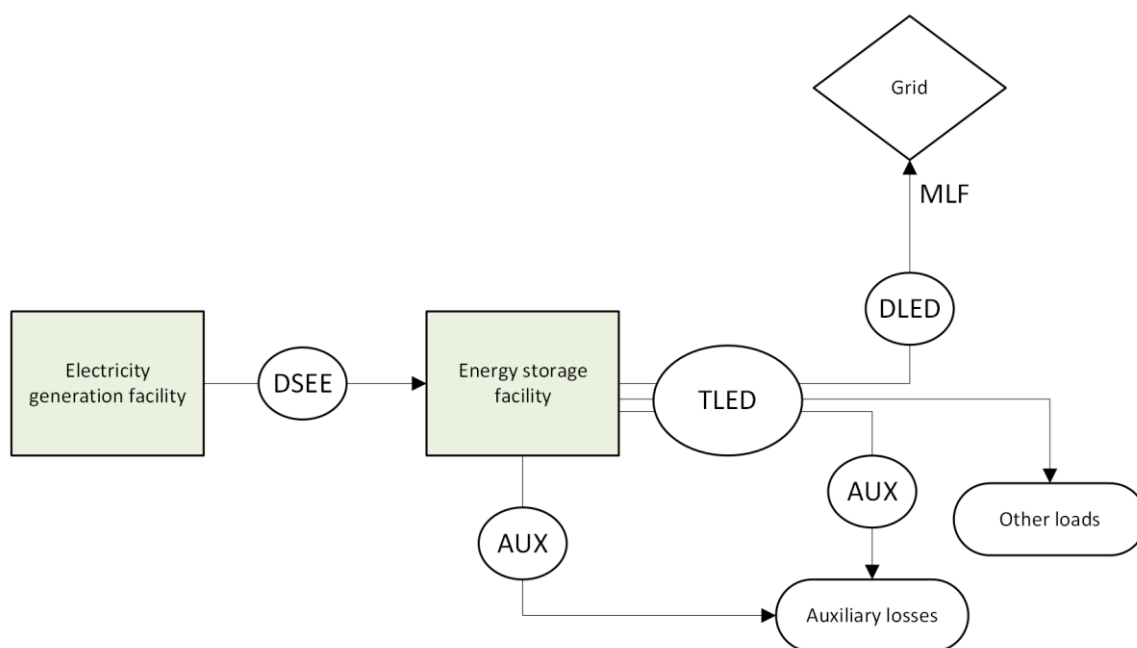 Grid
MLF
DLED
Electricity
generation facility
DSEE
Energy storage
facility
TLED
AUX
Other loads
AUX
Auxiliary losses